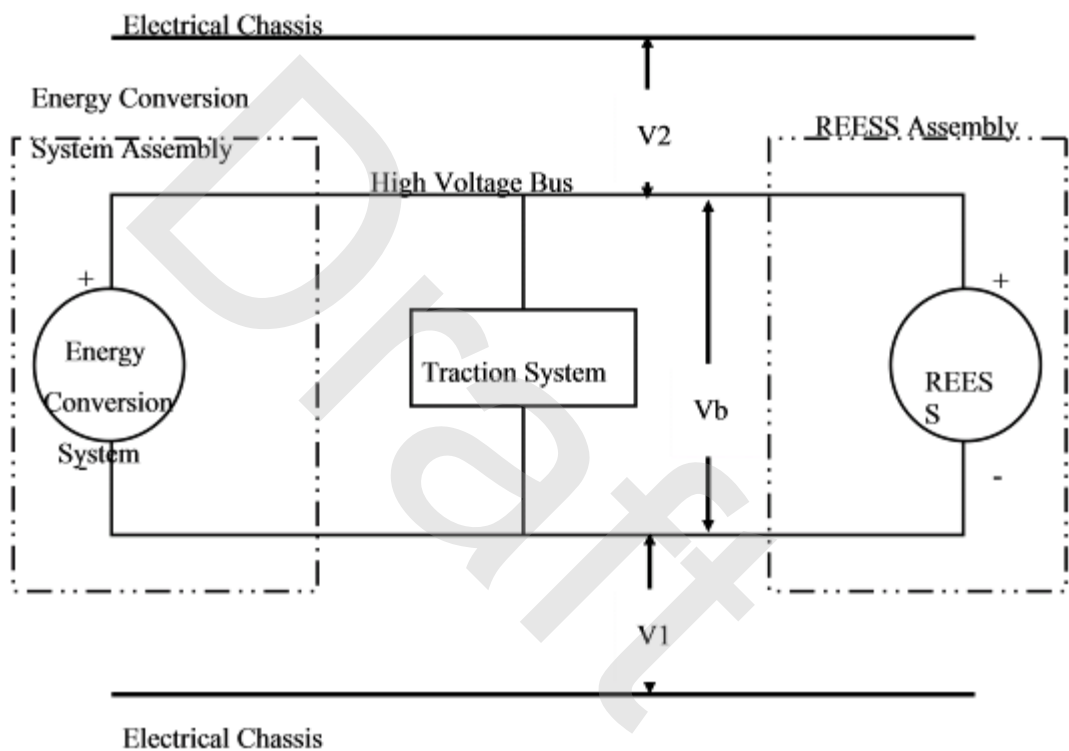 Electrical Chassis
Energy Conversion
System Assembly
V2
REESS Assembly
High Voltage Bus
+
+
Energy
Conversion
System
-
Traction System
REES
S
Vb
-
V1
Electrical Chassis
Draft